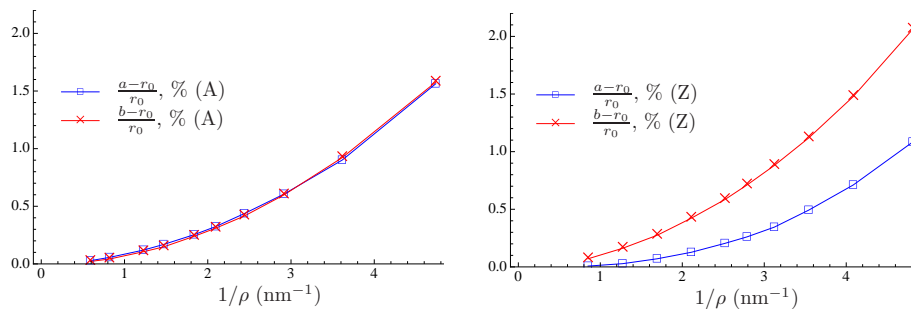 2.0
1.5
1.0
0.5
0.0
a−r₀/r₀, % (A)
b−r₀/r₀, % (A)
0 1 2 3 4
1/ρ (nm⁻¹)
2.0
1.5
1.0
0.5
0.0
a−r₀/r₀, % (Z)
b−r₀/r₀, % (Z)
0 1 2 3 4
1/ρ (nm⁻¹)